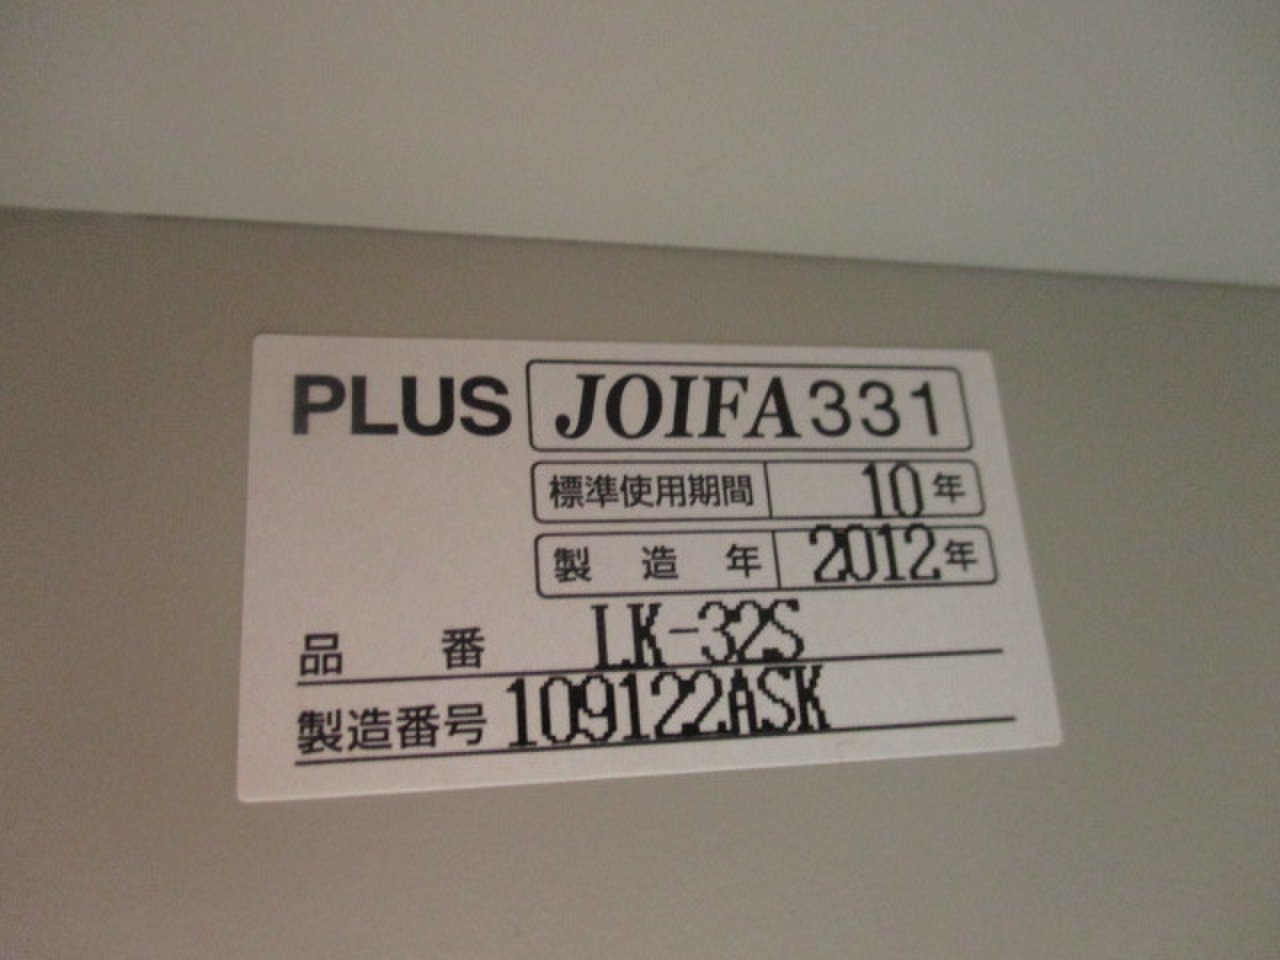 PLUS JOIFA331
標準使用期間 10年
製造年 2012年
品番 LK-32S
製造番号 109122ASK